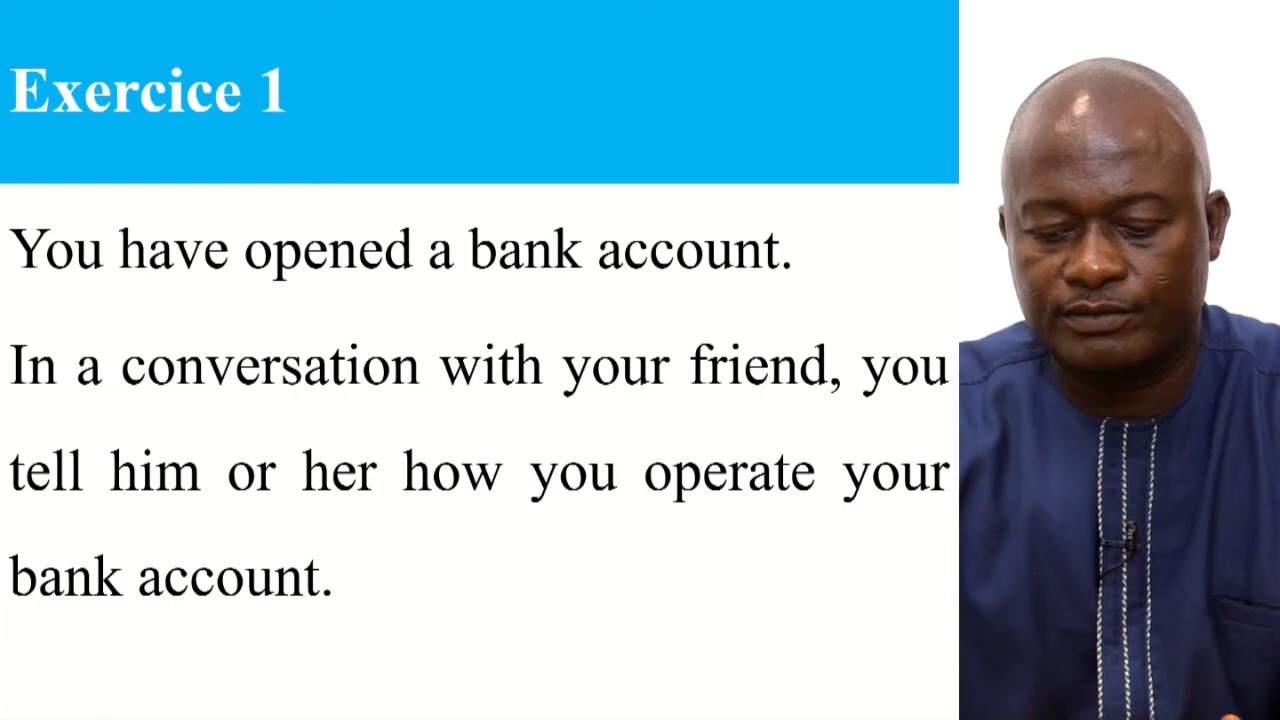 Exercice 1
You have opened a bank account.
In a conversation with your friend, you
tell him or her how you operate your
bank account.